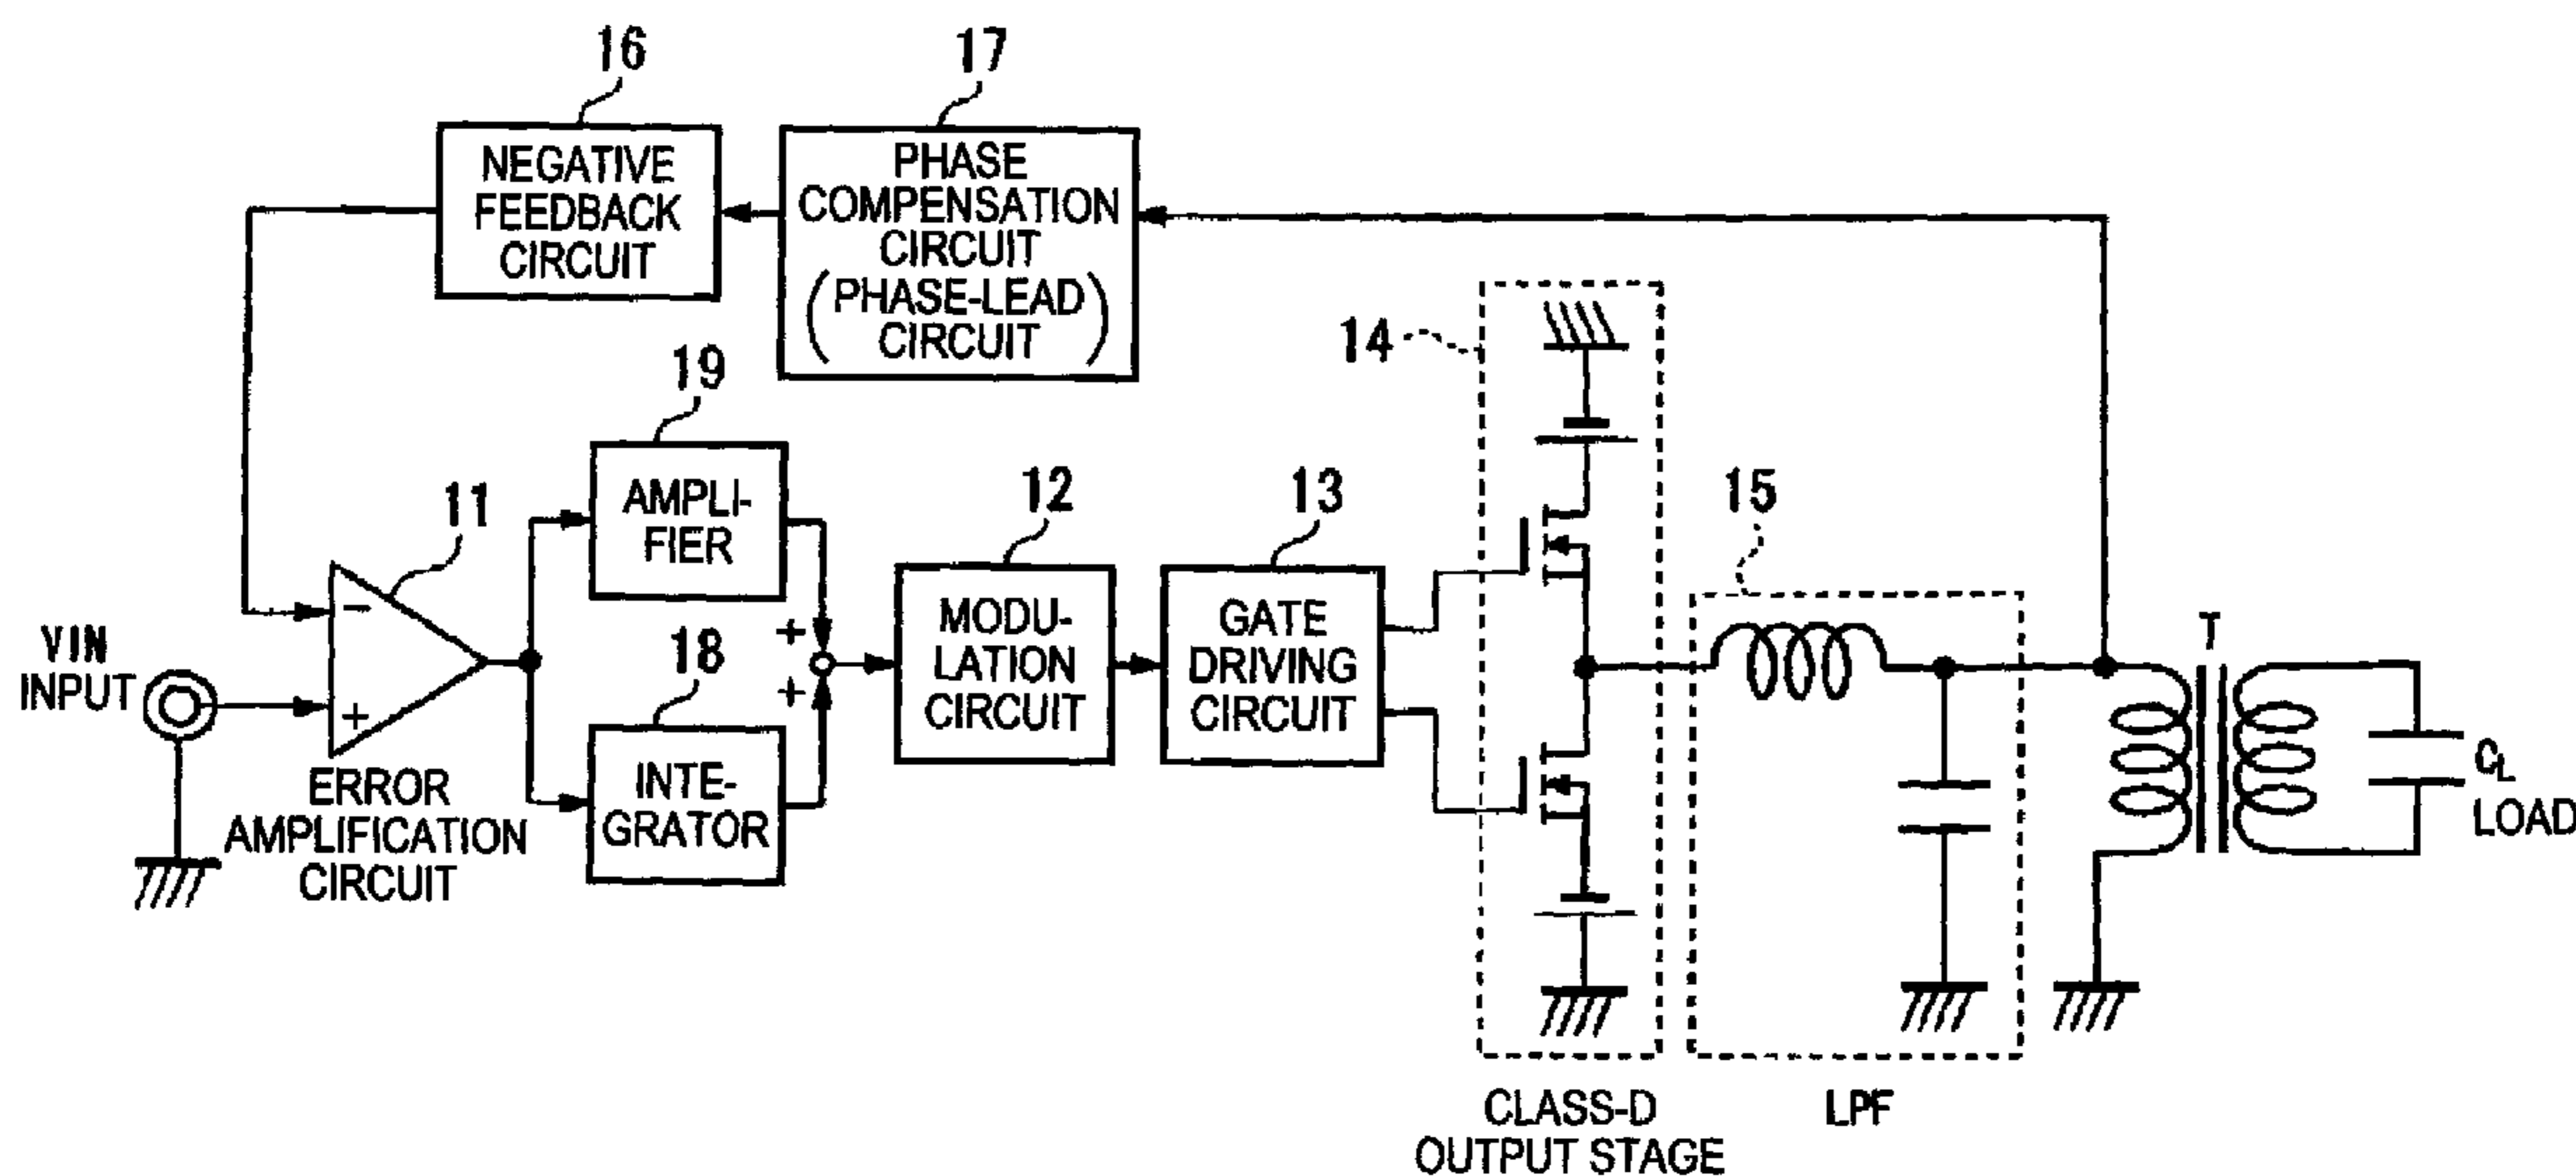 16
17
NEGATIVE
FEEDBACK
CIRCUIT
PHASE
COMPENSATION
CIRCUIT
(PHASE-LEAD
CIRCUIT)
14
19
AMPLI-
FIER
11
12
13
15
VIN
INPUT
−
+
ERROR
AMPLIFICATION
CIRCUIT
18
INTE-
GRATOR
+
+
MODU-
LATION
CIRCUIT
GATE
DRIVING
CIRCUIT
T
CL
LOAD
CLASS-D
OUTPUT STAGE
LPF